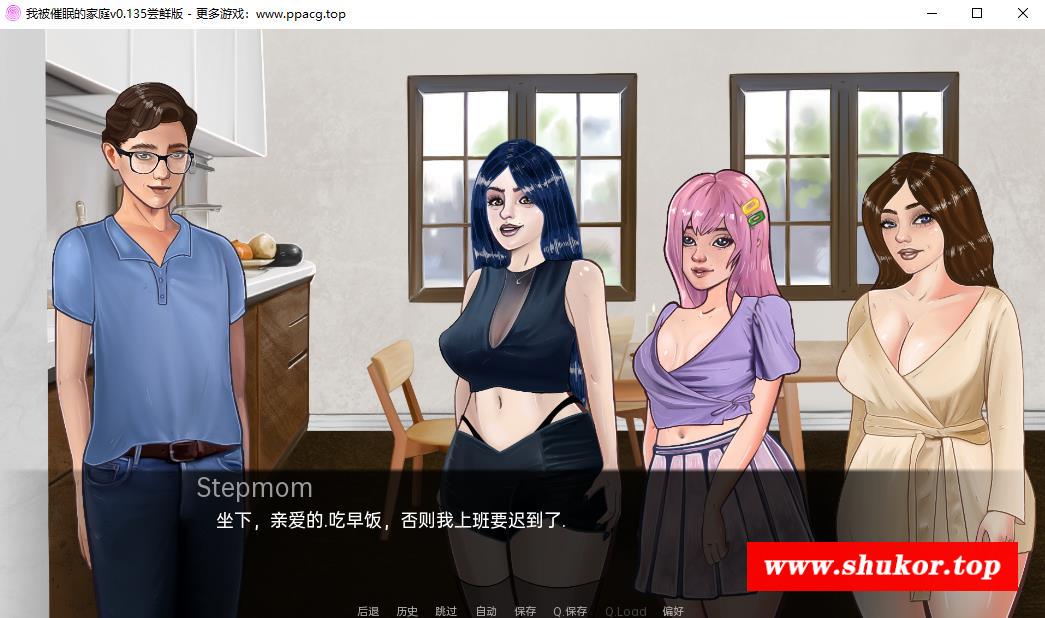 我被催眠的家庭v0.135尝鲜版 - 更多游戏：www.ppacg.top
Stepmom
坐下，亲爱的.吃早饭，否则我上班要迟到了.
www.shukor.top
后退 历史 跳过 自动 保存 Q.保存 Q.Load 偏好